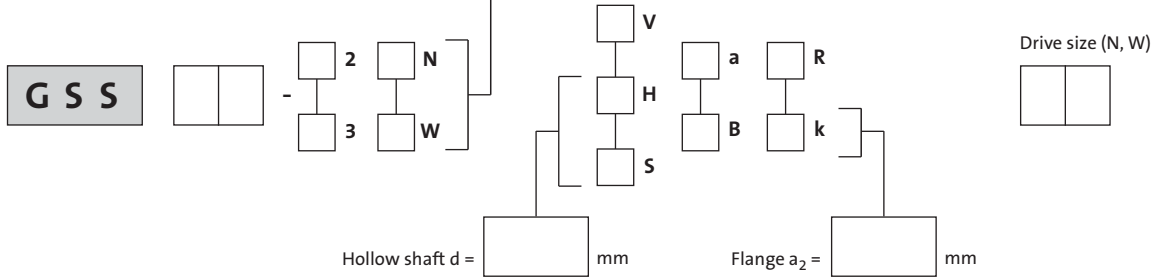 V
Drive size (N, W)
2 N a R
G S S - H
3 W B k
S
Hollow shaft d = mm Flange a₂ = mm